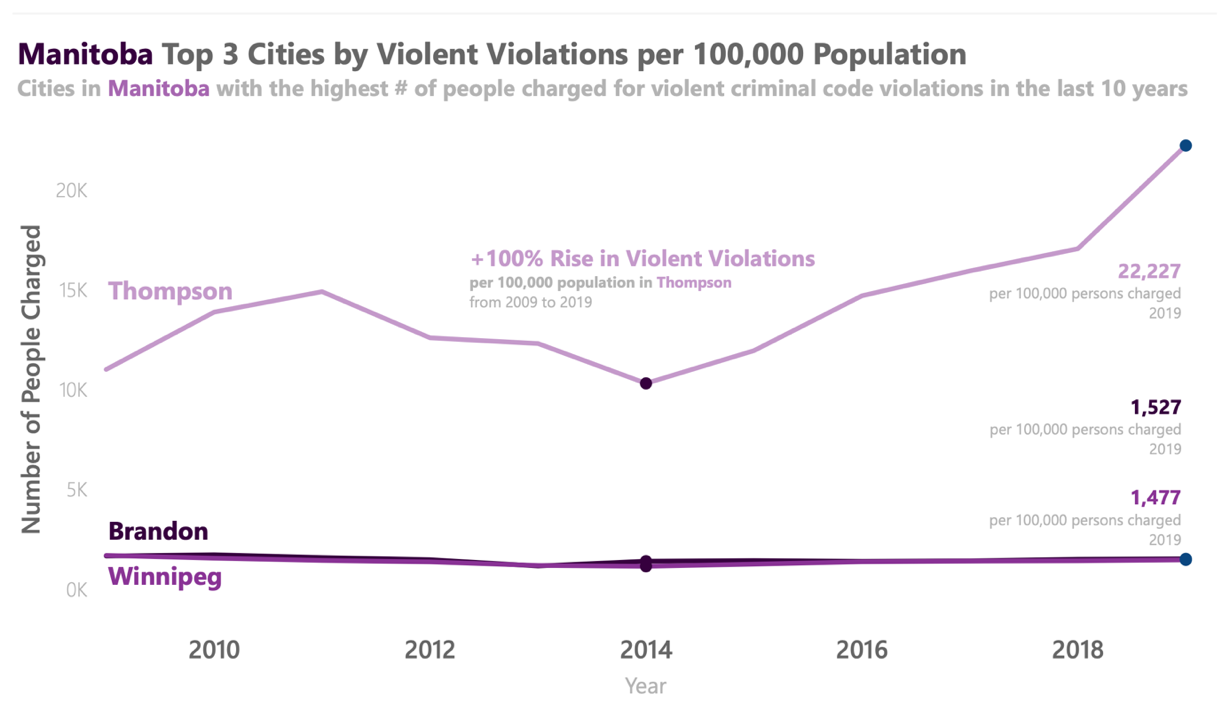 Manitoba Top 3 Cities by Violent Violations per 100,000 Population
Cities in Manitoba with the highest # of people charged for violent criminal code violations in the last 10 years
Number of People Charged
20K
15K
10K
5K
0K
Thompson
+100% Rise in Violent Violations
per 100,000 population in Thompson
from 2009 to 2019
22,227
per 100,000 persons charged
2019
1,527
per 100,000 persons charged
2019
1,477
per 100,000 persons charged
2019
Brandon
Winnipeg
2010
2012
2014
2016
2018
Year